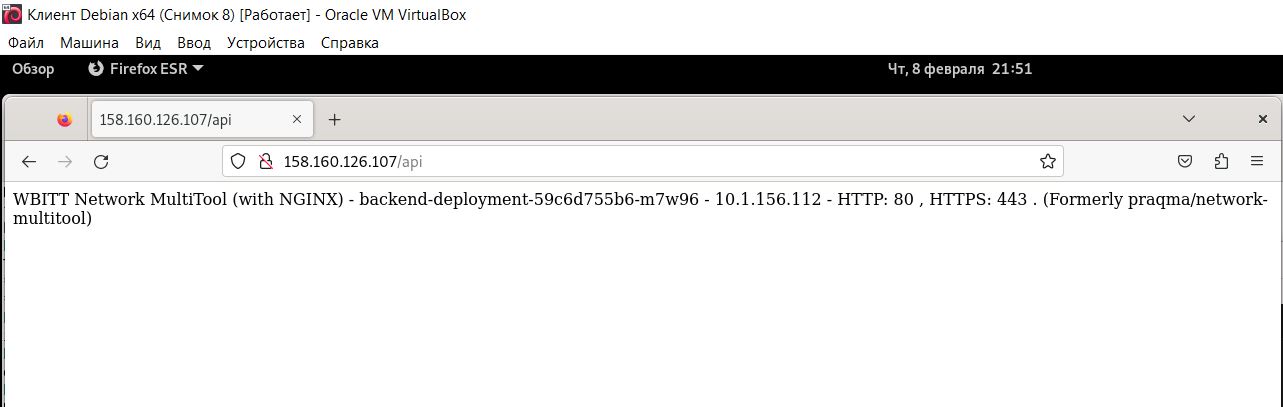 Клиент Debian x64 (Снимок 8) [Работает] - Oracle VM VirtualBox
Файл Машина Вид Ввод Устройства Справка
Обзор Firefox ESR Чт, 8 февраля 21:51
158.160.126.107/api
158.160.126.107/api
WBITT Network MultiTool (with NGINX) - backend-deployment-59c6d755b6-m7w96 - 10.1.156.112 - HTTP: 80 , HTTPS: 443 . (Formerly praqma/network-
multitool)